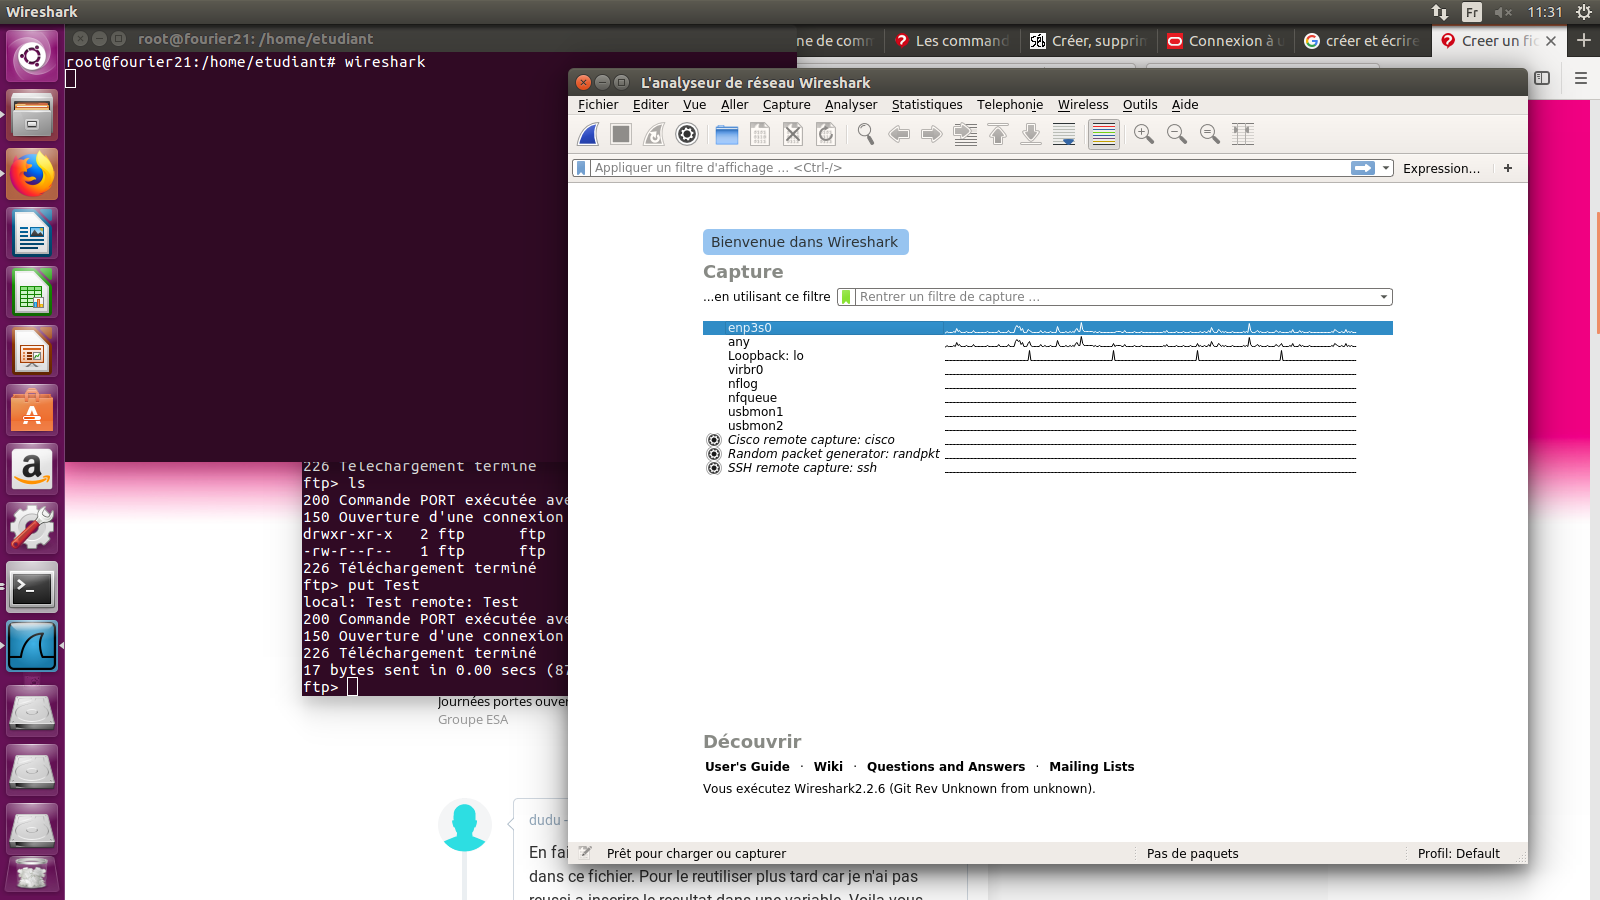 Wireshark
Fr
11:31
root@fourier21: /home/etudiant
ne de comm
Les command
Créer, supprin
Connexion à u
créer et écrire
Creer un fic
root@fourier21:/home/etudiant# wireshark
L'analyseur de réseau Wireshark
Fichier Editer Vue Aller Capture Analyser Statistiques Telephonie Wireless Outils Aide
Appliquer un filtre d'affichage ... <Ctrl-/>
Expression...
+
Bienvenue dans Wireshark
Capture
...en utilisant ce filtre
Rentrer un filtre de capture ...
enp3s0
any
Loopback: lo
virbr0
nflog
nfqueue
usbmon1
usbmon2
Cisco remote capture: cisco
Random packet generator: randpkt
SSH remote capture: ssh
226 Téléchargement terminé
ftp> ls
200 Commande PORT exécutée ave
150 Ouverture d'une connexion
drwxr-xr-x 2 ftp ftp
-rw-r--r-- 1 ftp ftp
226 Téléchargement terminé
ftp> put Test
local: Test remote: Test
200 Commande PORT exécutée ave
150 Ouverture d'une connexion
226 Téléchargement terminé
17 bytes sent in 0.00 secs (87
ftp>
Journées portes ouver
Groupe ESA
Découvrir
User's Guide · Wiki · Questions and Answers · Mailing Lists
Vous exécutez Wireshark2.2.6 (Git Rev Unknown from unknown).
Prêt pour charger ou capturer
Pas de paquets
Profil: Default
dudu -
En fai
dans ce fichier. Pour le reutiliser plus tard car je n'ai pas
reussi a inscrire le resultat dans une variable. Voila vous